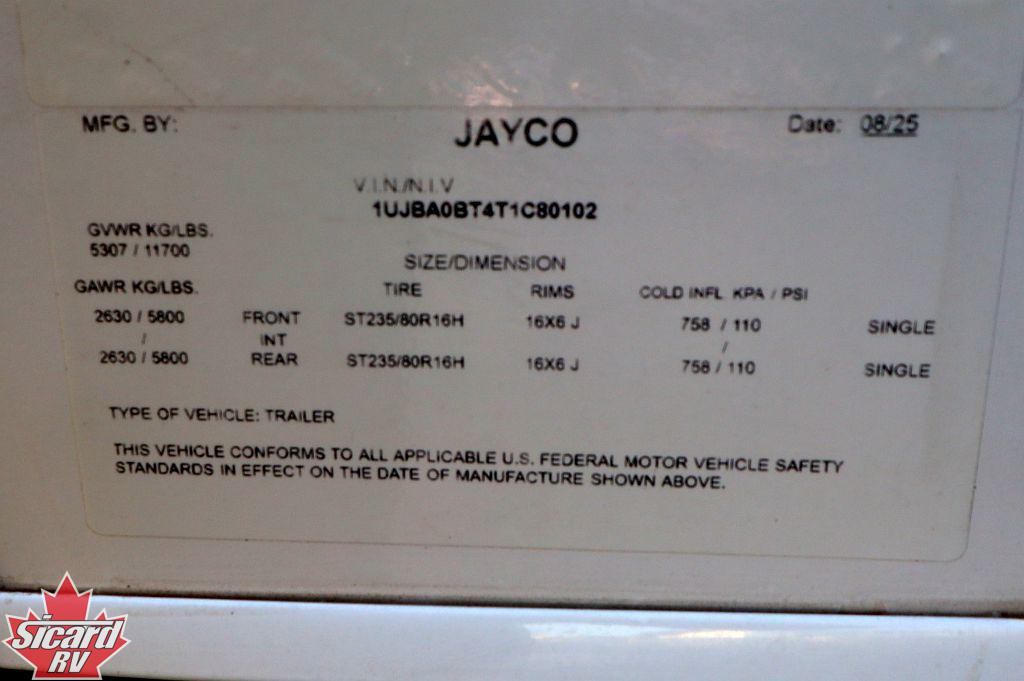 MFG. BY: JAYCO Date: 08/25
V.I.N./N.I.V
1UJBA0BT4T1C80102
GVWR KG/LBS.
5307 / 11700
SIZE/DIMENSION
GAWR KG/LBS. TIRE RIMS COLD INFL. KPA / PSI
2630 / 5800 FRONT ST235/80R16H 16X6 J 758 / 110 SINGLE
/ INT /
2630 / 5800 REAR ST235/80R16H 16X6 J 758 / 110 SINGLE
TYPE OF VEHICLE: TRAILER
THIS VEHICLE CONFORMS TO ALL APPLICABLE U.S. FEDERAL MOTOR VEHICLE SAFETY
STANDARDS IN EFFECT ON THE DATE OF MANUFACTURE SHOWN ABOVE.
Sicard
RV